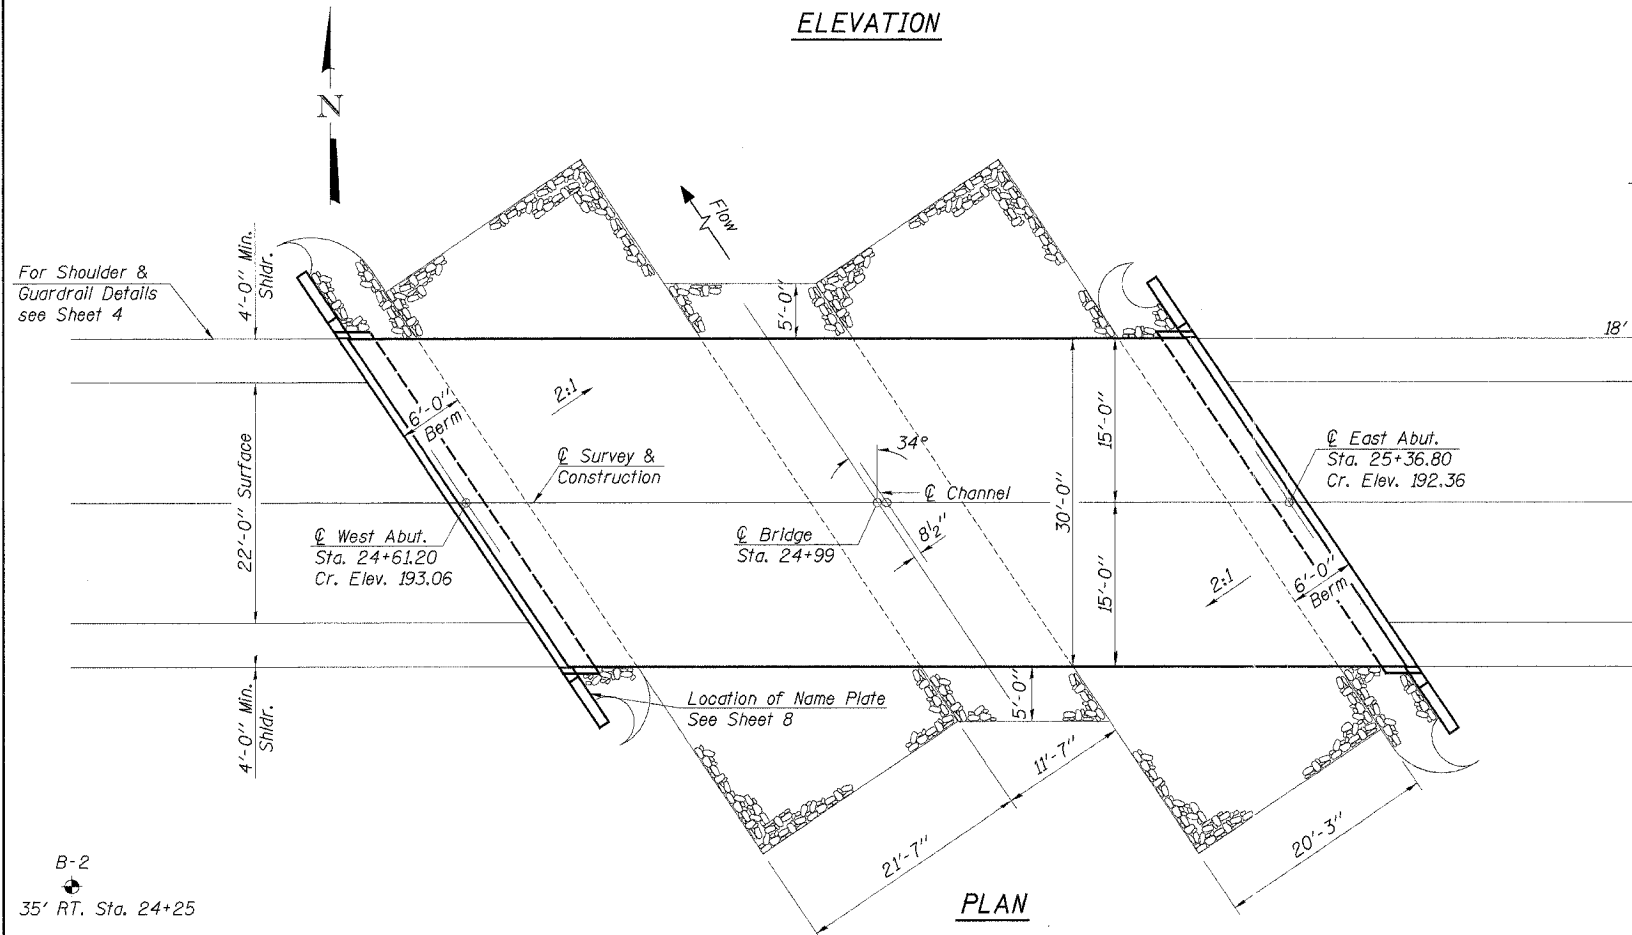 ELEVATION
N
Flow
For Shoulder &
Guardrail Details
see Sheet 4
4'-0" Min.
Shldr.
5'-0"
18'
2:1
6'-0"
Berm
22'-0" Surface
℄ Survey &
Construction
34°
℄ Channel
8½"
℄ Bridge
Sta. 24+99
℄ West Abut.
Sta. 24+61.20
Cr. Elev. 193.06
30'-0"
15'-0"
15'-0"
℄ East Abut.
Sta. 25+36.80
Cr. Elev. 192.36
2:1
6'-0"
Berm
4'-0" Min.
Shldr.
Location of Name Plate
See Sheet 8
5'-0"
11'-7"
21'-7"
20'-3"
B-2
35' RT. Sta. 24+25
PLAN